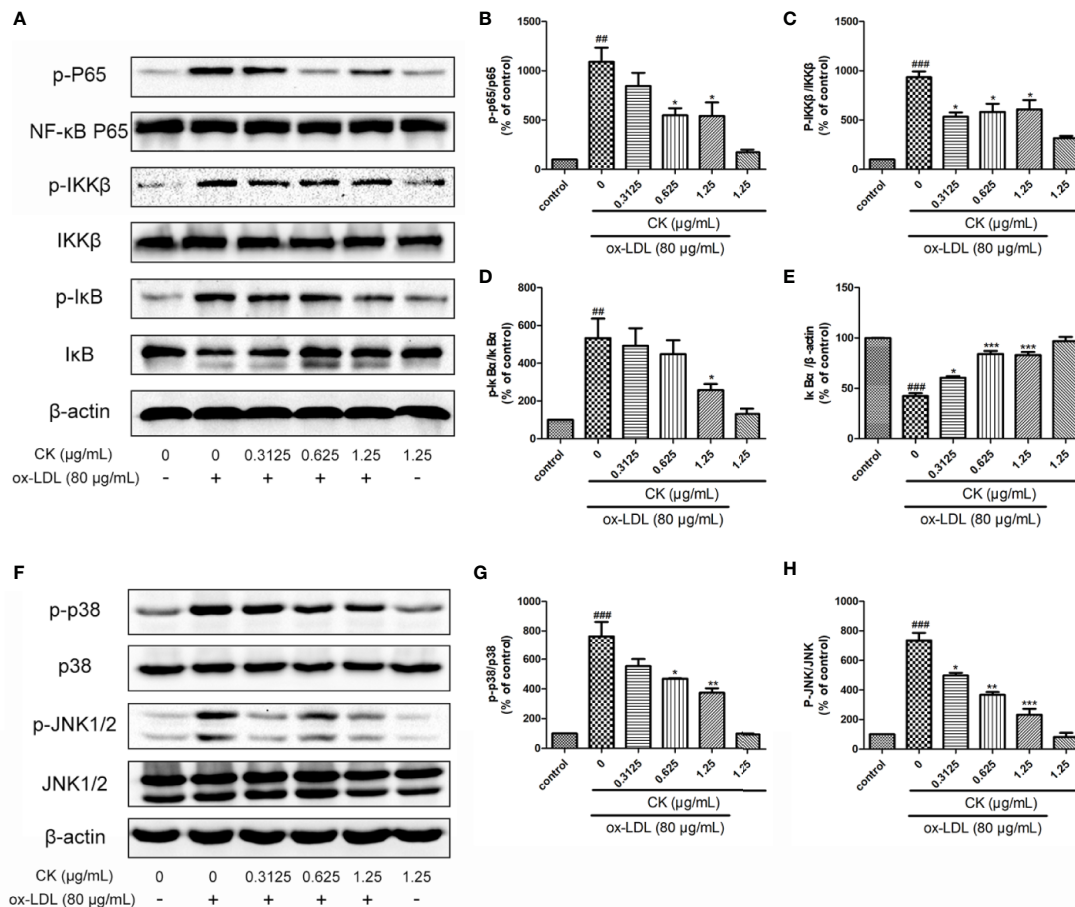 A
p-P65
NF-κB P65
p-IKKβ
IKKβ
p-IκB
IκB
β-actin
CK (µg/mL) 0 0 0.3125 0.625 1.25 1.25
ox-LDL (80 µg/mL) - + + + + -
B
p-p65/p65
(% of control)
1500
1000
500
0
##
*
*
control
0
0.3125
0.625
1.25
1.25
CK (µg/mL)
ox-LDL (80 µg/mL)
C
P-IKKβ/IKKβ
(% of control)
1500
1000
500
0
###
*
*
*
control
0
0.3125
0.625
1.25
1.25
CK (µg/mL)
ox-LDL (80 µg/mL)
D
p-Iκ Bα/Iκ Bα
(% of control)
800
600
400
200
0
##
*
control
0
0.3125
0.625
1.25
1.25
CK (µg/mL)
ox-LDL (80 µg/mL)
E
Iκ Bα /β -actin
(% of control)
150
100
50
0
###
*
***
***
control
0
0.3125
0.625
1.25
1.25
CK (µg/mL)
ox-LDL (80 µg/mL)
F
p-p38
p38
p-JNK1/2
JNK1/2
β-actin
CK (µg/mL) 0 0 0.3125 0.625 1.25 1.25
ox-LDL (80 µg/mL) - + + + + -
G
p-p38/p38
(% of control)
1000
800
600
400
200
0
###
*
**
control
0
0.3125
0.625
1.25
1.25
CK (µg/mL)
ox-LDL (80 µg/mL)
H
P-JNK/JNK
(% of control)
1000
800
600
400
200
0
###
*
**
***
control
0
0.3125
0.625
1.25
1.25
CK (µg/mL)
ox-LDL (80 µg/mL)